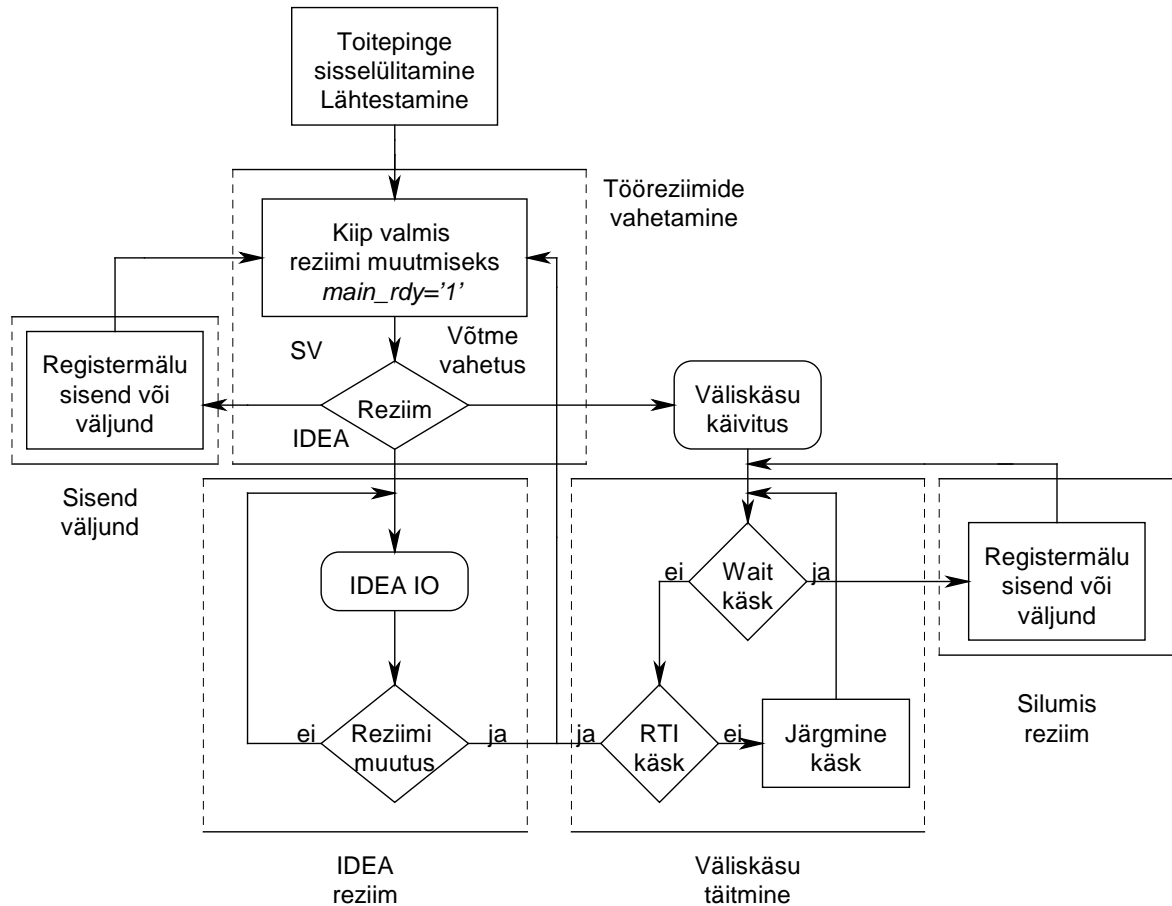 Toitepinge
sisselülitamine
Lähtestamine
Tööreziimide
vahetamine
Kiip valmis
reziimi muutmiseks
main_rdy='1'
SV
Võtme
vahetus
Registermälu
sisend või
väljund
Reziim
Väliskäsu
käivitus
IDEA
Sisend
väljund
IDEA IO
ei
Wait
käsk
ja
Registermälu
sisend või
väljund
ei
Reziimi
muutus
ja
ja
RTI
käsk
ei
Järgmine
käsk
Silumis
reziim
IDEA
reziim
Väliskäsu
täitmine